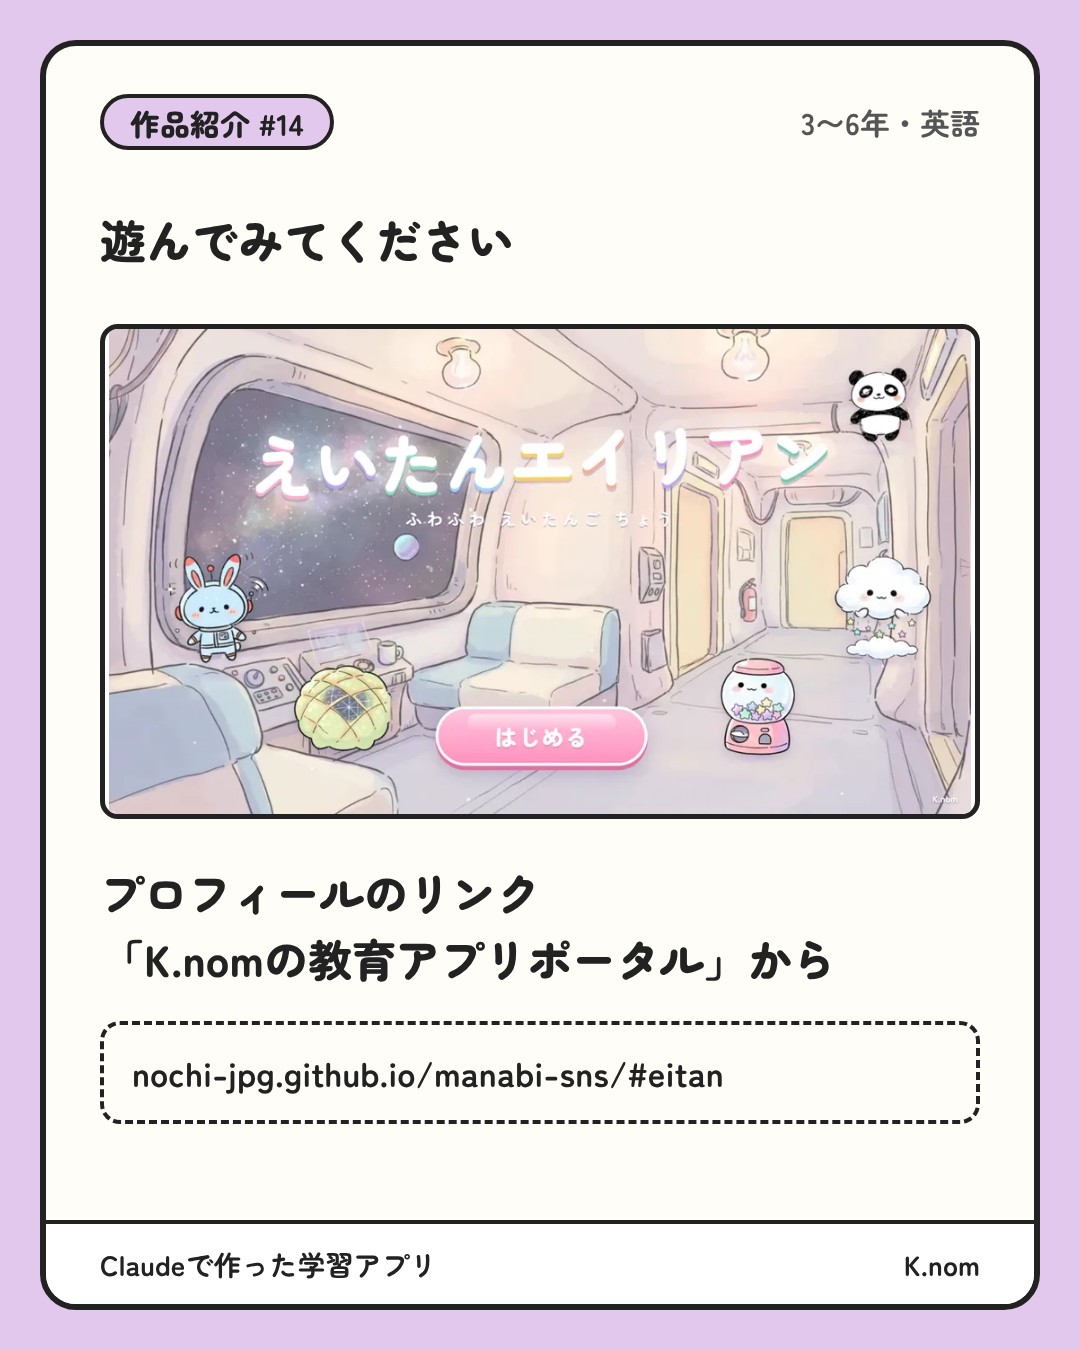 作品紹介 #14
3〜6年・英語
遊んでみてください
えいたんエイリアン
ふわふわ えいたんご ちょう
はじめる
K.nom
プロフィールのリンク
「K.nomの教育アプリポータル」から
nochi-jpg.github.io/manabi-sns/#eitan
Claudeで作った学習アプリ
K.nom